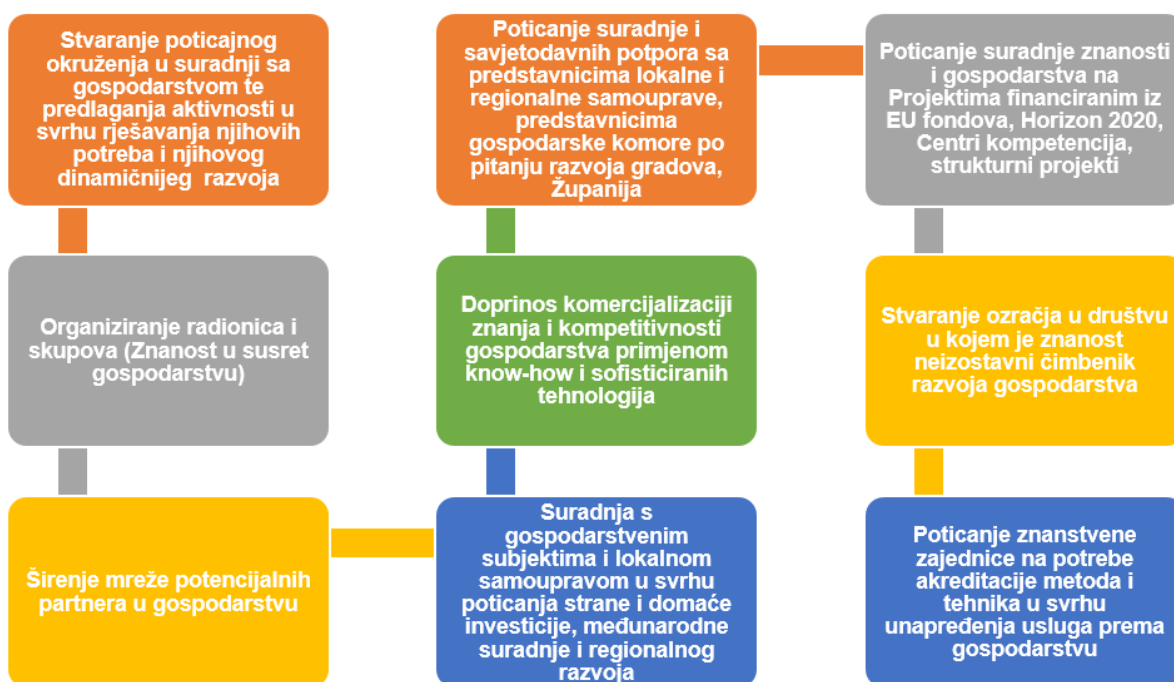 Stvaranje poticajnog
okruženja u suradnji sa
gospodarstvom te
predlaganja aktivnosti u
svrhu rješavanja njihovih
potreba i njihovog
dinamičnijeg razvoja
Organiziranje radionica i
skupova (Znanost u susret
gospodarstvu)
Širenje mreže potencijalnih
partnera u gospodarstvu
Suradnja s
gospodarstvenim
subjektima i lokalnom
samoupravom u svrhu
poticanja strane i domaće
investicije, međunarodne
suradnje i regionalnog
razvoja
Doprinos komercijalizaciji
znanja i kompetitivnosti
gospodarstva primjenom
know-how i sofisticiranih
tehnologija
Poticanje suradnje i
savjetodavnih potpora sa
predstavnicima lokalne i
regionalne samouprave,
predstavnicima
gospodarske komore po
pitanju razvoja gradova,
Županija
Poticanje suradnje znanosti
i gospodarstva na
Projektima financiranim iz
EU fondova, Horizon 2020,
Centri kompetencija,
strukturni projekti
Stvaranje ozračja u društvu
u kojem je znanost
neizostavni čimbenik
razvoja gospodarstva
Poticanje znanstvene
zajednice na potrebe
akreditacije metoda i
tehnika u svrhu
unapređenja usluga prema
gospodarstvu